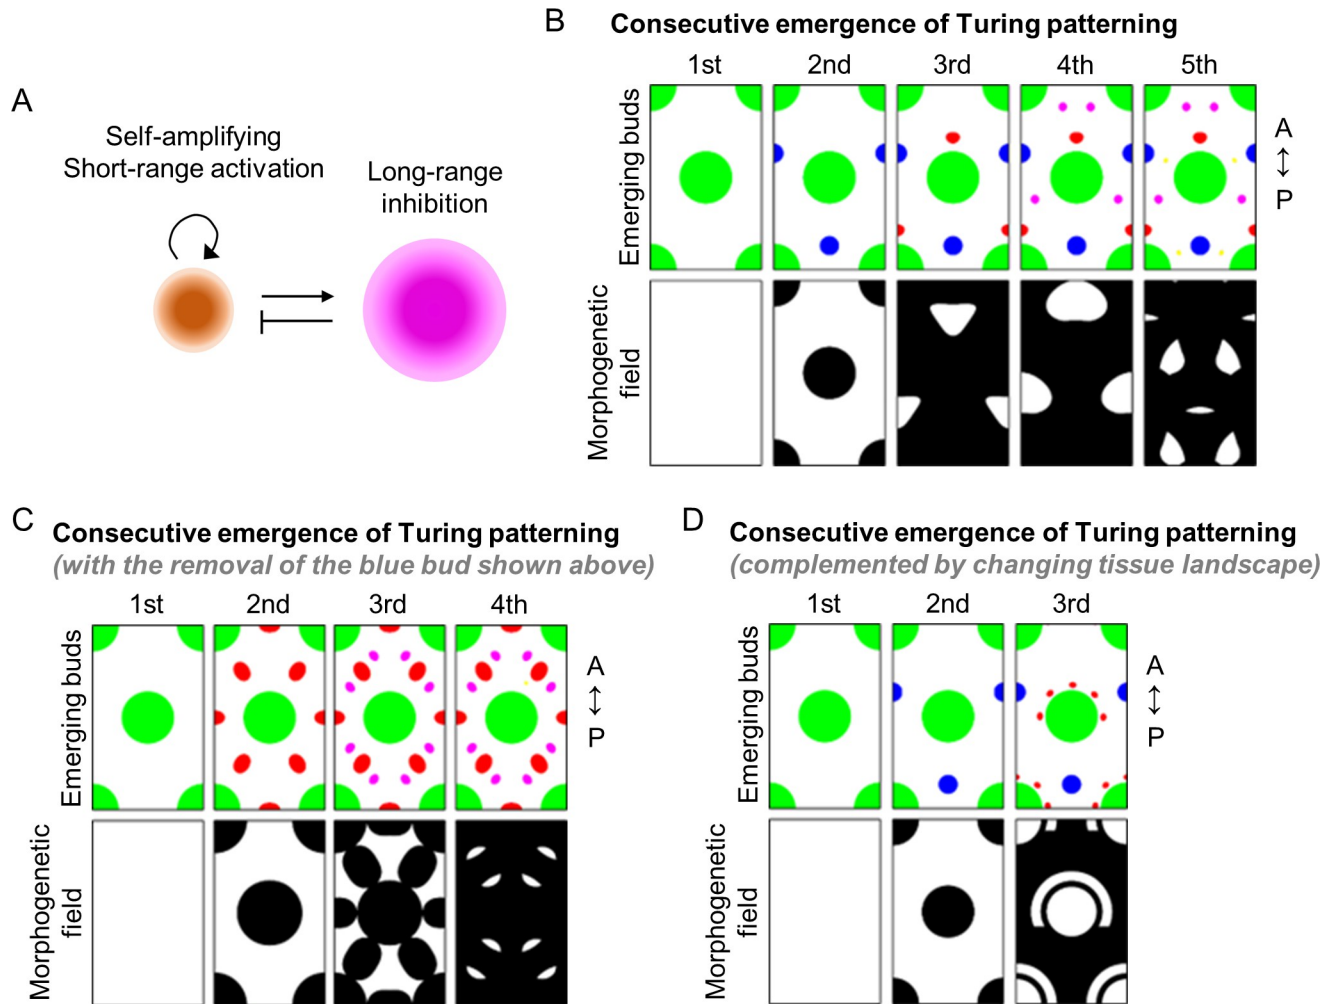 A
Self-amplifying
Short-range activation
Long-range
inhibition
B
Consecutive emergence of Turing patterning
1st
2nd
3rd
4th
5th
Emerging buds
A
P
Morphogenetic
field
C
Consecutive emergence of Turing patterning
(with the removal of the blue bud shown above)
1st
2nd
3rd
4th
Emerging buds
A
P
Morphogenetic
field
D
Consecutive emergence of Turing patterning
(complemented by changing tissue landscape)
1st
2nd
3rd
Emerging buds
A
P
Morphogenetic
field